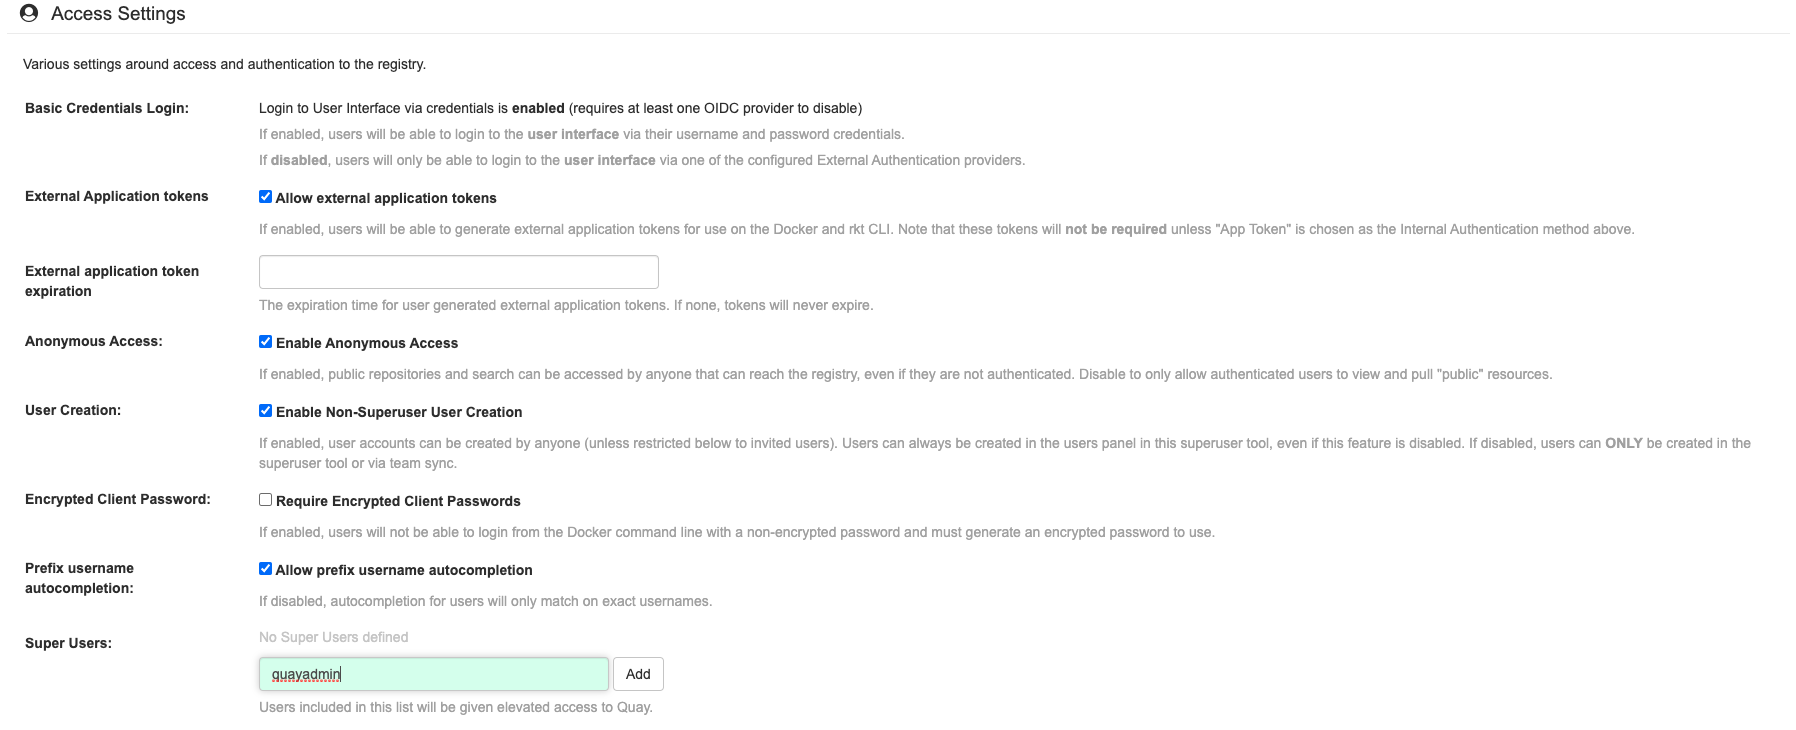 Access Settings
Various settings around access and authentication to the registry.
Basic Credentials Login:
Login to User Interface via credentials is enabled (requires at least one OIDC provider to disable)
If enabled, users will be able to login to the user interface via their username and password credentials.
If disabled, users will only be able to login to the user interface via one of the configured External Authentication providers.
External Application tokens
Allow external application tokens
If enabled, users will be able to generate external application tokens for use on the Docker and rkt CLI. Note that these tokens will not be required unless "App Token" is chosen as the Internal Authentication method above.
External application token
expiration
The expiration time for user generated external application tokens. If none, tokens will never expire.
Anonymous Access:
Enable Anonymous Access
If enabled, public repositories and search can be accessed by anyone that can reach the registry, even if they are not authenticated. Disable to only allow authenticated users to view and pull "public" resources.
User Creation:
Enable Non-Superuser User Creation
If enabled, user accounts can be created by anyone (unless restricted below to invited users). Users can always be created in the users panel in this superuser tool, even if this feature is disabled. If disabled, users can ONLY be created in the
superuser tool or via team sync.
Encrypted Client Password:
Require Encrypted Client Passwords
If enabled, users will not be able to login from the Docker command line with a non-encrypted password and must generate an encrypted password to use.
Prefix username
autocompletion:
Allow prefix username autocompletion
If disabled, autocompletion for users will only match on exact usernames.
Super Users:
No Super Users defined
quayadmin
Add
Users included in this list will be given elevated access to Quay.